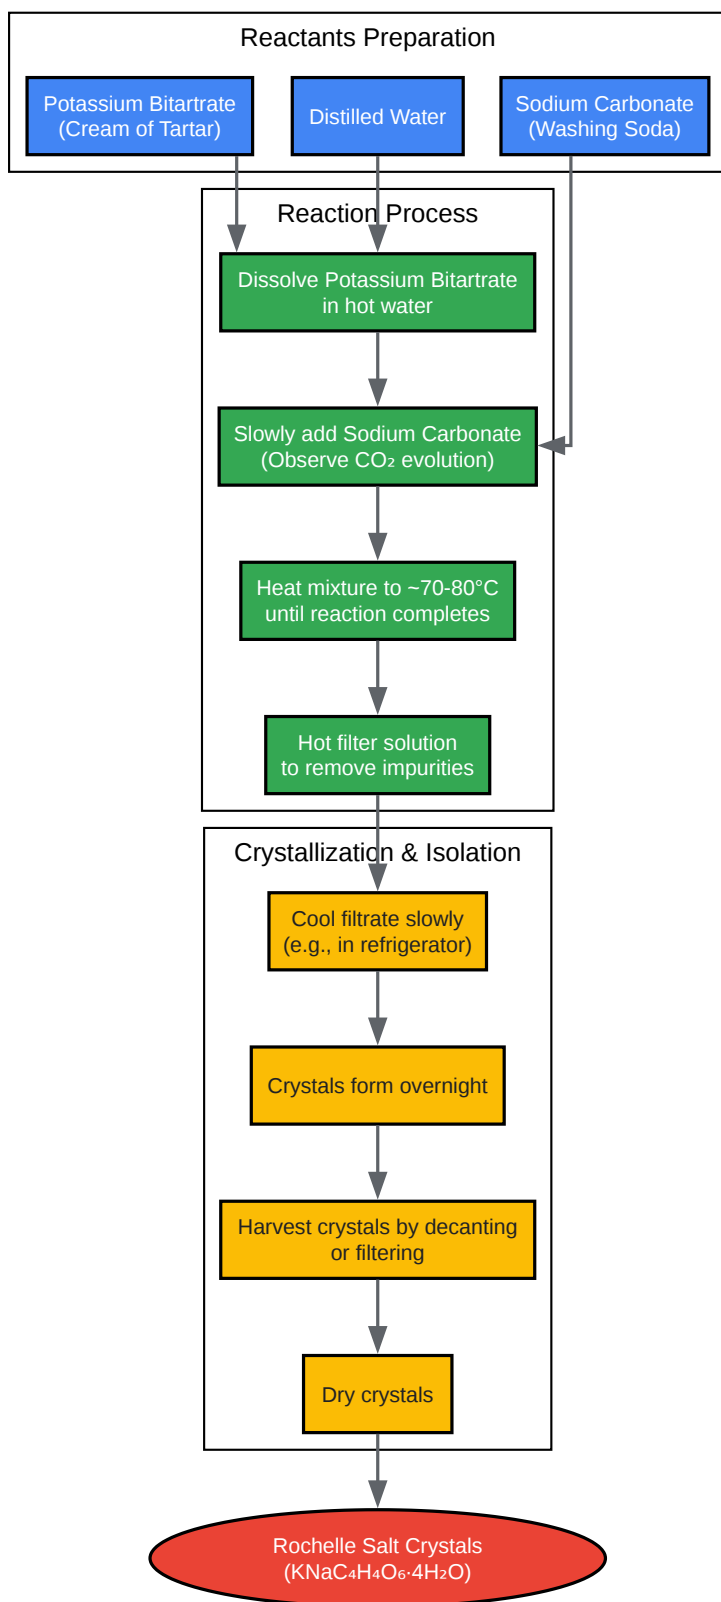 Reactants Preparation
Potassium Bitartrate
(Cream of Tartar)
Distilled Water
Sodium Carbonate
(Washing Soda)
Reaction Process
Dissolve Potassium Bitartrate
in hot water
Slowly add Sodium Carbonate
(Observe CO₂ evolution)
Heat mixture to ~70-80°C
until reaction completes
Hot filter solution
to remove impurities
Crystallization & Isolation
Cool filtrate slowly
(e.g., in refrigerator)
Crystals form overnight
Harvest crystals by decanting
or filtering
Dry crystals
Rochelle Salt Crystals
(KNaC₄H₄O₆·4H₂O)